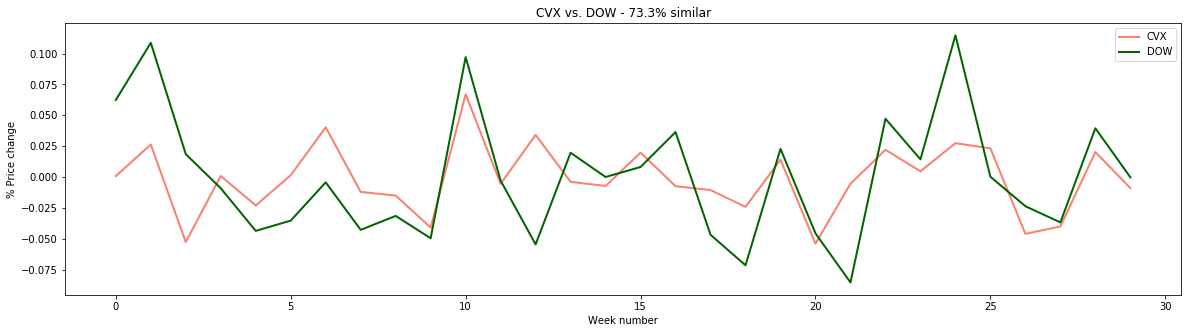 CVX vs. DOW - 73.3% similar
CVX
DOW
% Price change
0.100
0.075
0.050
0.025
0.000
−0.025
−0.050
−0.075
0 5 10 15 20 25 30
Week number